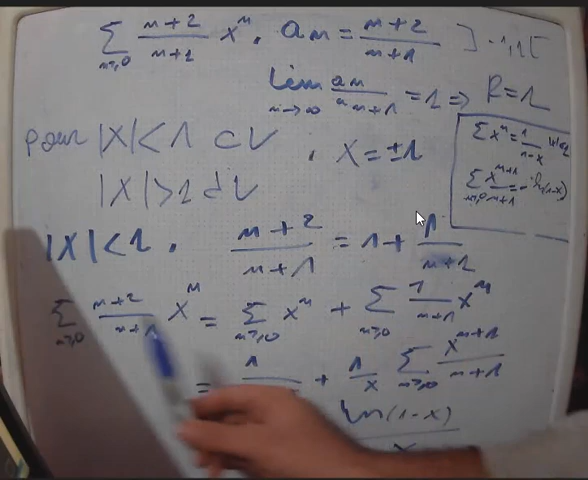 ∑_{n≥0} (n+2)/(n+1) x^n . a_n = (n+2)/(n+1) ]-1,1[
lim_{n→∞} a_n/a_{n+1} = 1 ⇒ R=1
pour |X|<1 CV , X=±1
|X|>1 dV
∑x^n = 1/(1-x)
∑_{n≥0} x^{n+1}/(n+1) = -ln(1-x)
|X|<1 . (n+2)/(n+1) = 1 + 1/(n+1)
∑_{n≥0} (n+2)/(n+1) X^n = ∑_{n≥0} x^n + ∑_{n≥0} 1/(n+1) x^n
= 1/ + 1/x ∑_{n≥0} x^{n+1}/(n+1)
ln(1-x)